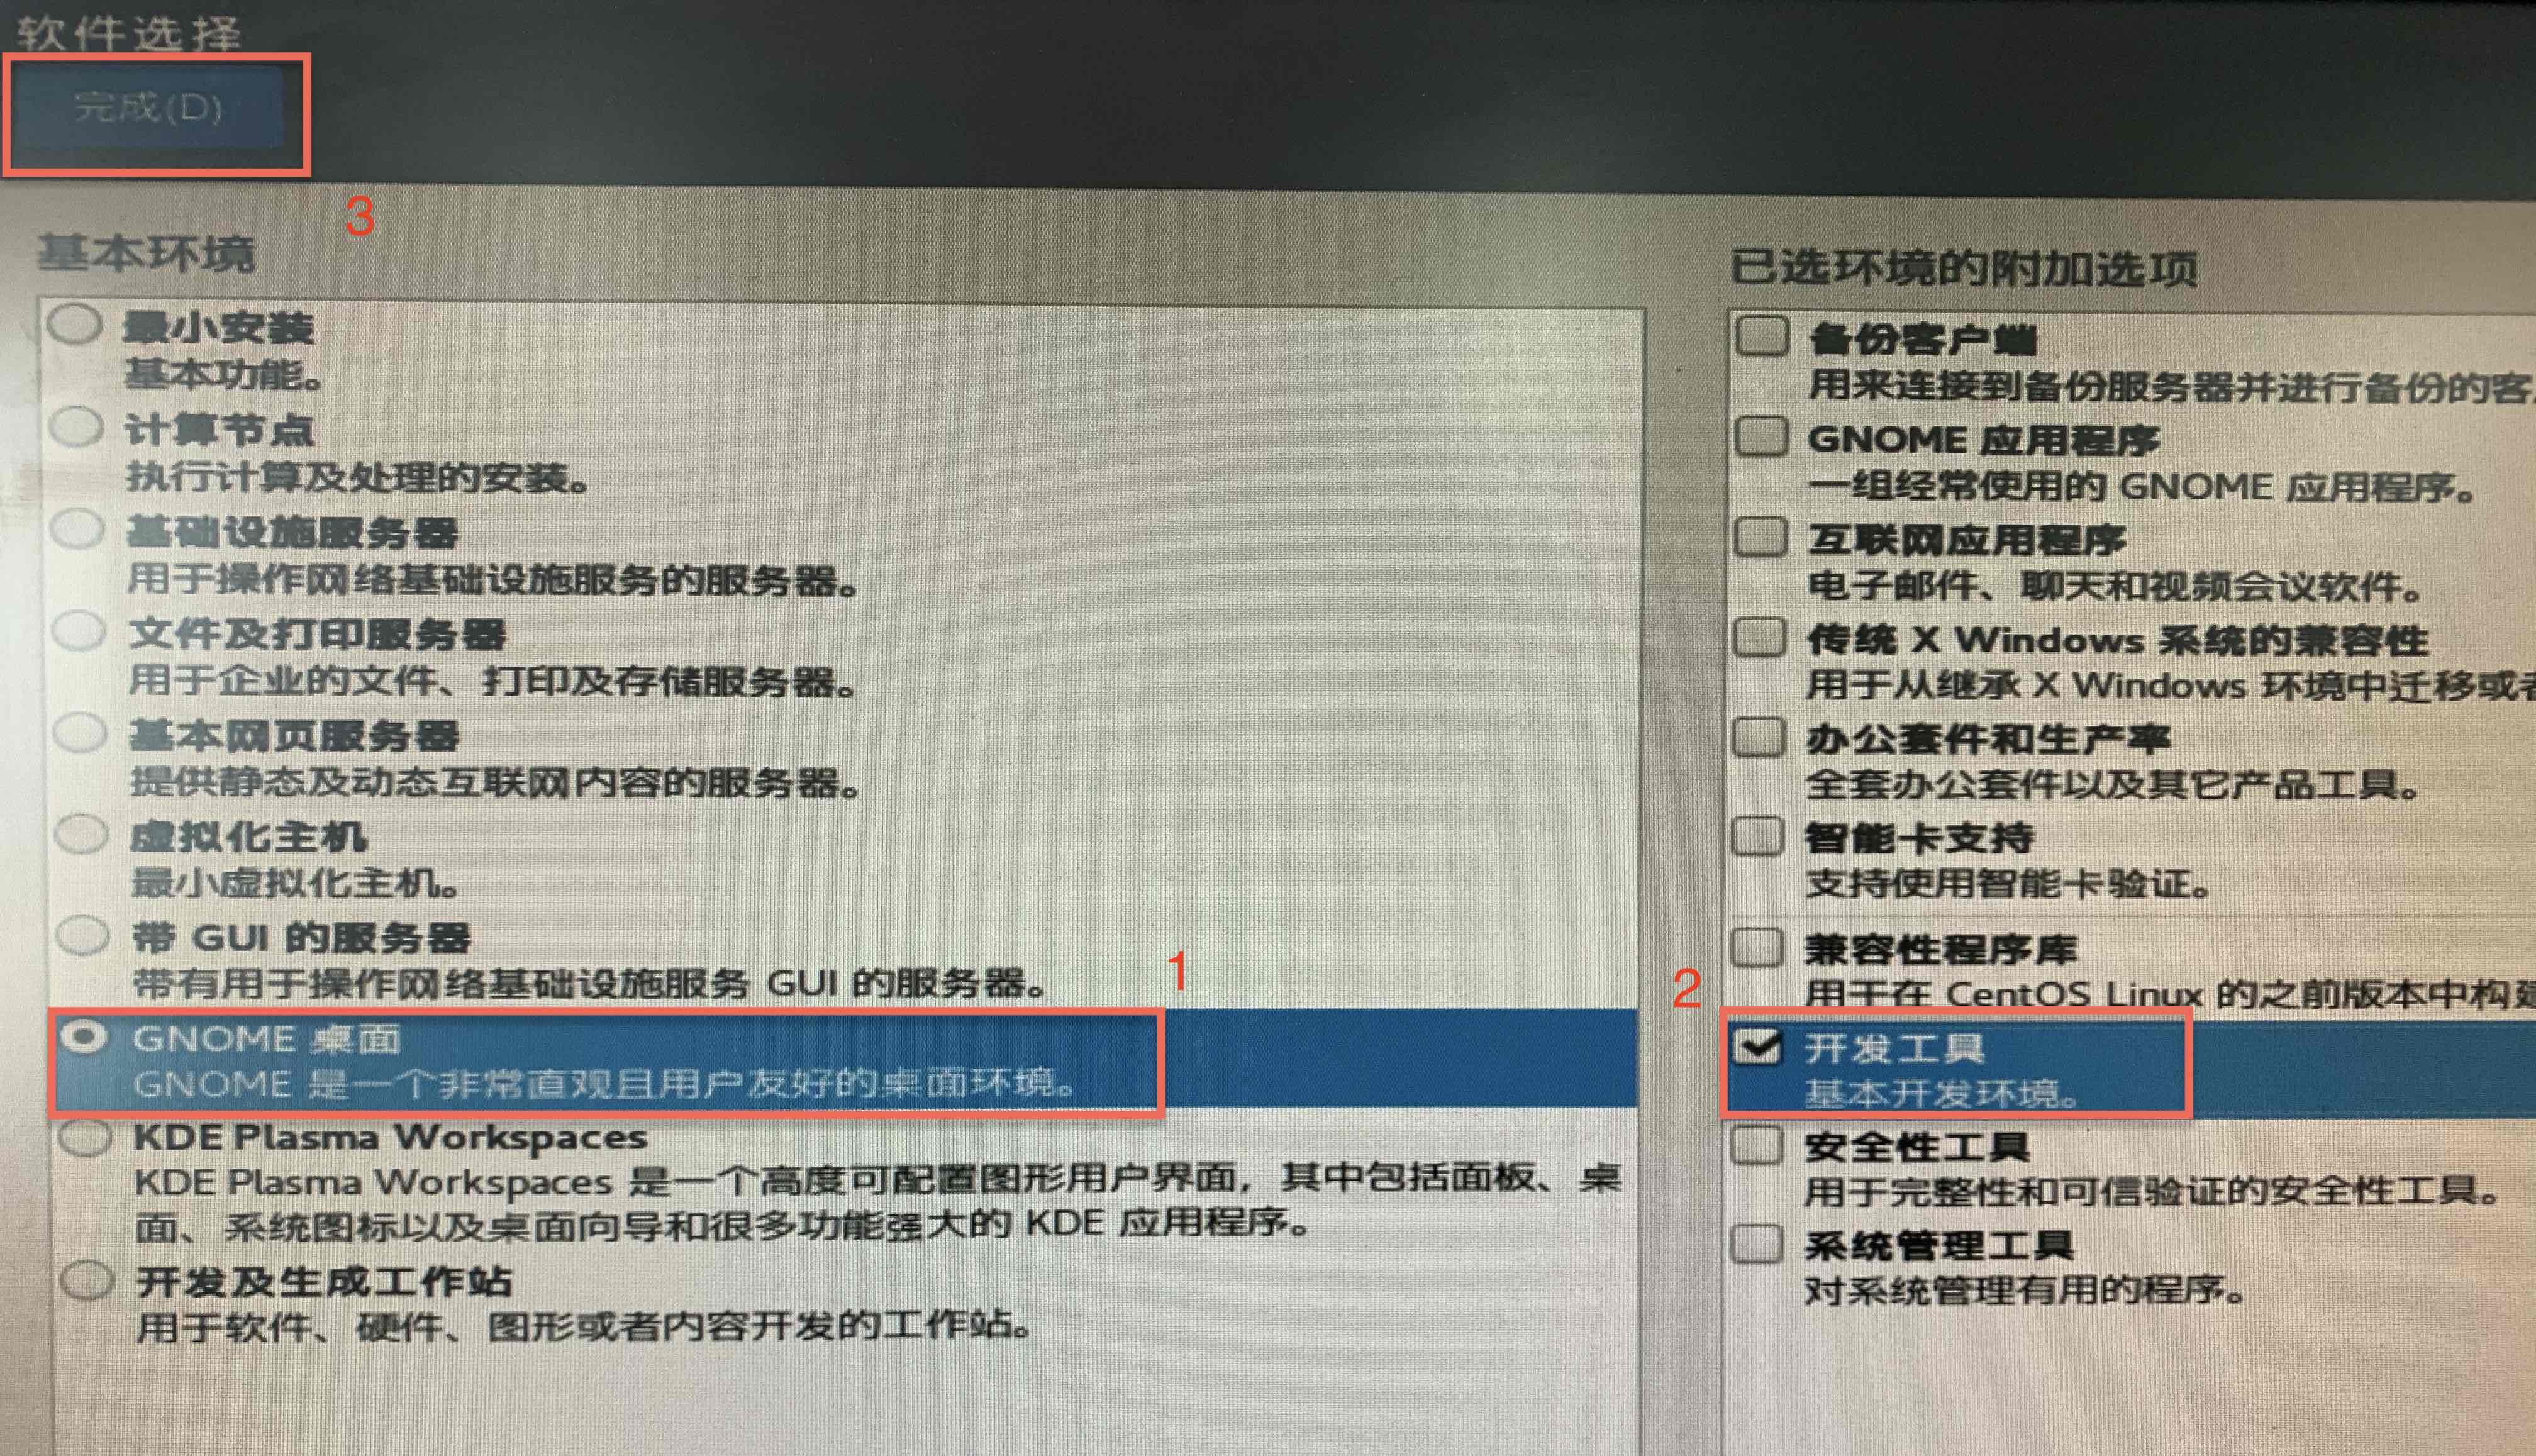 软件选择
完成(D)
3
基本环境
最小安装
基本功能。
计算节点
执行计算及处理的安装。
基础设施服务器
用于操作网络基础设施服务的服务器。
文件及打印服务器
用于企业的文件、打印及存储服务器。
基本网页服务器
提供静态及动态互联网内容的服务器。
虚拟化主机
最小虚拟化主机。
带 GUI 的服务器
带有用于操作网络基础设施服务 GUI 的服务器。
1
GNOME 桌面
GNOME 是一个非常直观且用户友好的桌面环境。
KDE Plasma Workspaces
KDE Plasma Workspaces 是一个高度可配置图形用户界面，其中包括面板、桌
面、系统图标以及桌面向导和很多功能强大的 KDE 应用程序。
开发及生成工作站
用于软件、硬件、图形或者内容开发的工作站。
已选环境的附加选项
备份客户端
用来连接到备份服务器并进行备份的客
GNOME 应用程序
一组经常使用的 GNOME 应用程序。
互联网应用程序
电子邮件、聊天和视频会议软件。
传统 X Windows 系统的兼容性
用于从继承 X Windows 环境中迁移或者
办公套件和生产率
全套办公套件以及其它产品工具。
智能卡支持
支持使用智能卡验证。
兼容性程序库
用于在 CentOS Linux 的之前版本中构建
2
开发工具
基本开发环境。
安全性工具
用于完整性和可信验证的安全性工具。
系统管理工具
对系统管理有用的程序。